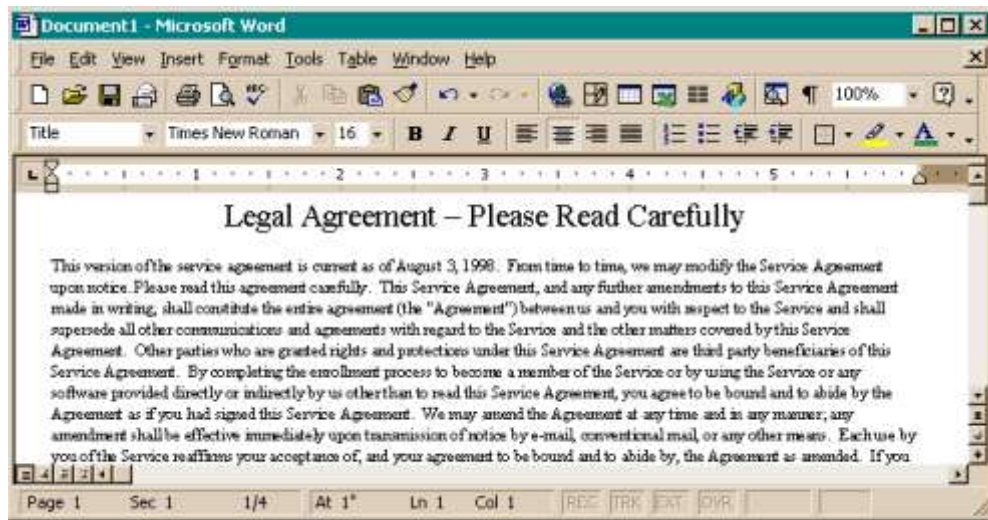 Document1 - Microsoft Word
File Edit View Insert Format Tools Table Window Help
ABC 100%
Title Times New Roman 16 B I U A
1 2 3 4 5
Legal Agreement – Please Read Carefully
This version of the service agreement is current as of August 3, 1998. From time to time, we may modify the Service Agreement
upon notice. Please read this agreement carefully. This Service Agreement, and any further amendments to this Service Agreement
made in writing, shall constitute the entire agreement (the "Agreement") between us and you with respect to the Service and shall
supersede all other communications and agreements with regard to the Service and the other matters covered by this Service
Agreement. Other parties who are granted rights and protections under this Service Agreement are third party beneficiaries of this
Service Agreement. By completing the enrollment process to become a member of the Service or by using the Service or any
software provided directly or indirectly by us other than to read this Service Agreement, you agree to be bound and to abide by the
Agreement as if you had signed this Service Agreement. We may amend the Agreement at any time and in any manner; any
amendment shall be effective immediately upon transmission of notice by e-mail, conventional mail, or any other means. Each use by
you of the Service reaffirms your acceptance of, and your agreement to be bound and to abide by, the Agreement as amended. If you
Page 1 Sec 1 1/4 At 1" Ln 1 Col 1 REC TRK EXT OVR